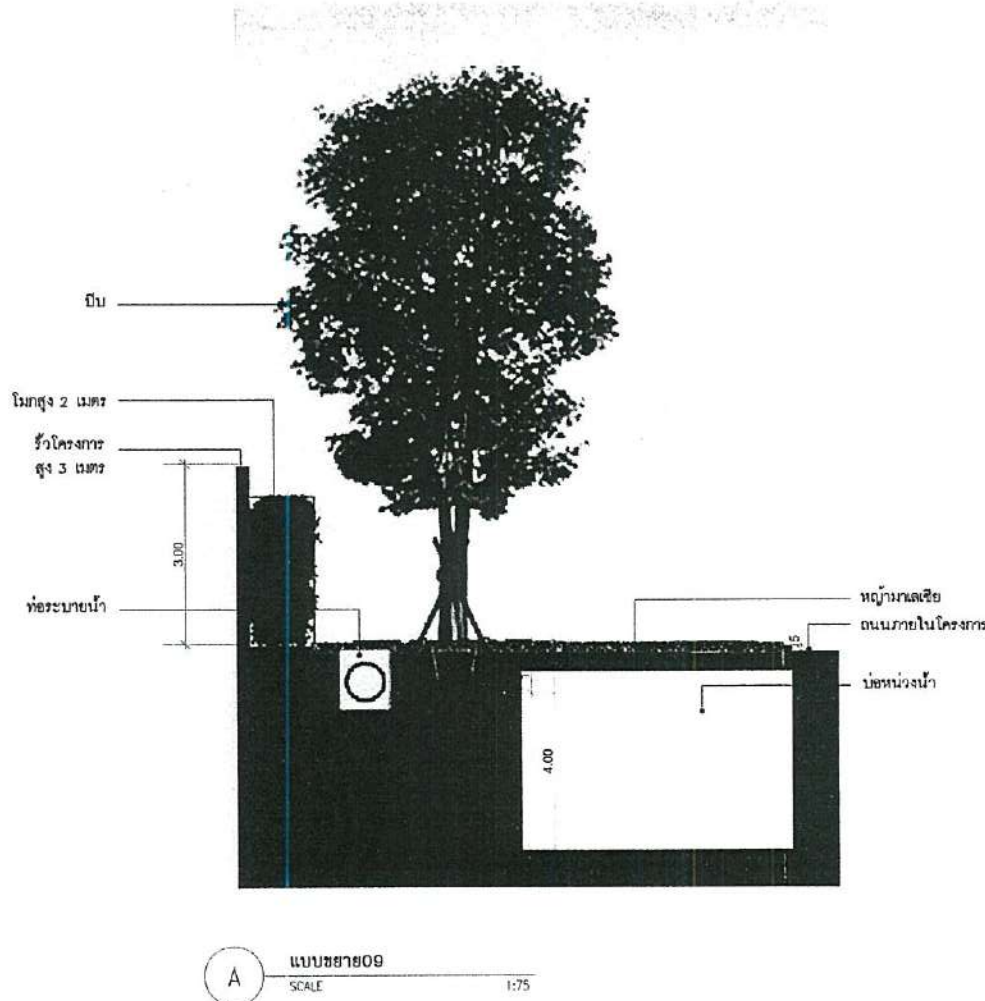 ปีบ
โมกสูง 2 เมตร
รั้วโครงการ
สูง 3 เมตร
3.00
ท่อระบายน้ำ
หญ้ามาเลเซีย
.15
ถนนภายในโครงการ
บ่อหน่วงน้ำ
4.00
A
แบบขยาย09
SCALE 1:75